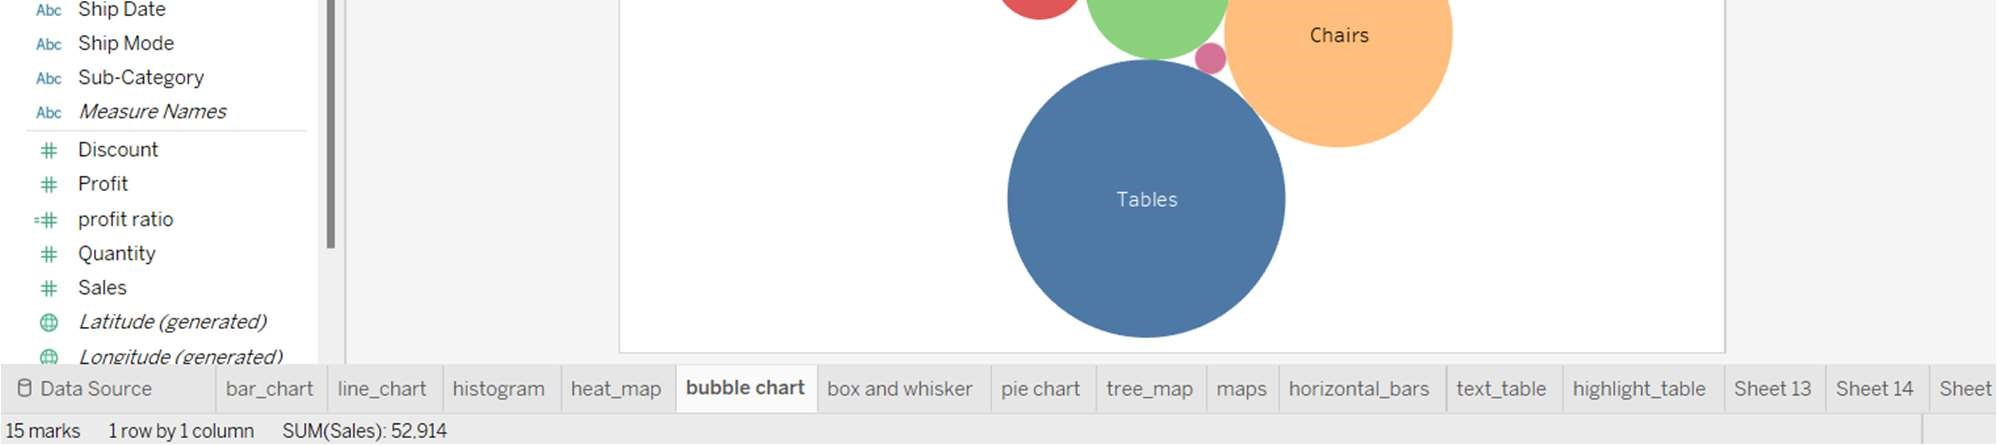 Abc Ship Date
Abc Ship Mode
Abc Sub-Category
Abc Measure Names
# Discount
# Profit
=# profit ratio
# Quantity
# Sales
Latitude (generated)
Longitude (generated)
Chairs
Tables
Data Source bar_chart line_chart histogram heat_map bubble chart box and whisker pie chart tree_map maps horizontal_bars text_table highlight_table Sheet 13 Sheet 14 Sheet
15 marks 1 row by 1 column SUM(Sales): 52,914